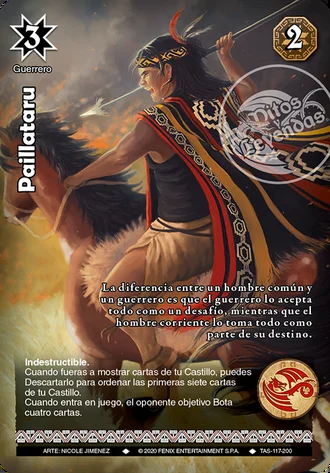 3
2
Guerrero
Paillataru
Mitos
y
Leyendas
La diferencia entre un hombre común y
un guerrero es que el guerrero lo acepta
todo como un desafío, mientras que el
hombre corriente lo toma todo como
parte de su destino.
Indestructible.
Cuando fueras a mostrar cartas de tu Castillo, puedes
Descartarlo para ordenar las primeras siete cartas
de tu Castillo.
Cuando entra en juego, el oponente objetivo Bota
cuatro cartas.
ARTE: NICOLE JIMENEZ ◆ © 2020 FENIX ENTERTAINMENT S.P.A. ◆ TAS-117-200